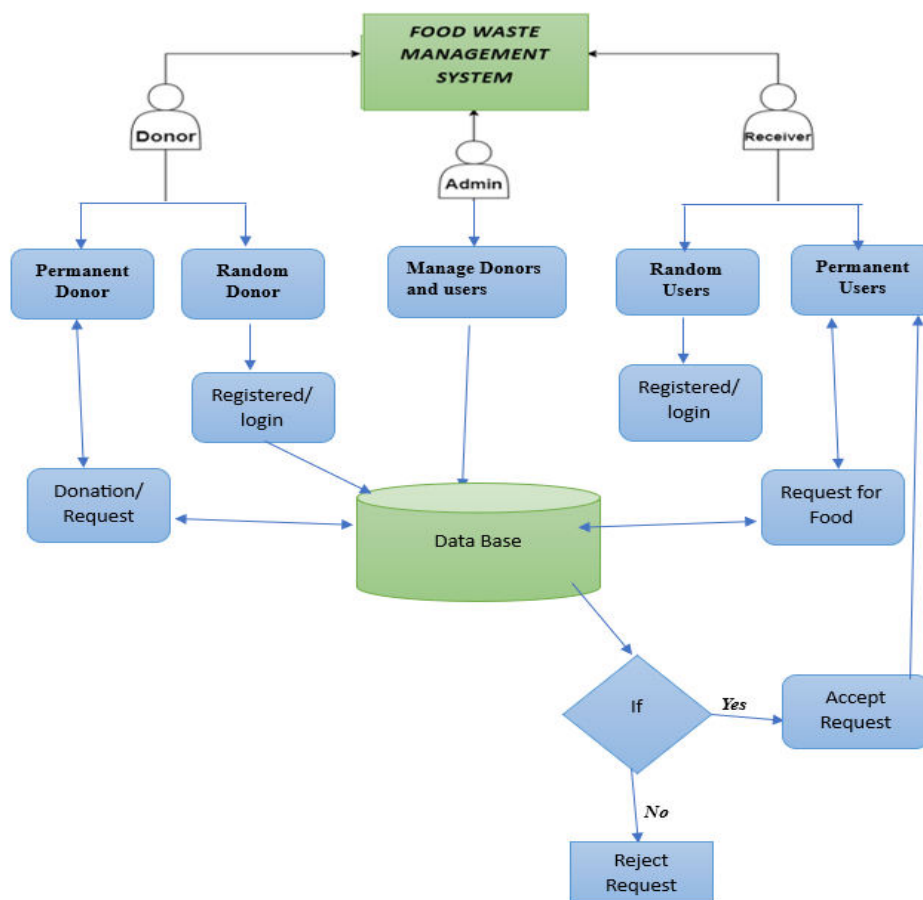 FOOD WASTE
MANAGEMENT
SYSTEM
Donor
Admin
Receiver
Permanent
Donor
Random
Donor
Manage Donors
and users
Random
Users
Permanent
Users
Registered/
login
Registered/
login
Donation/
Request
Data Base
Request for
Food
If
Yes
Accept
Request
No
Reject
Request